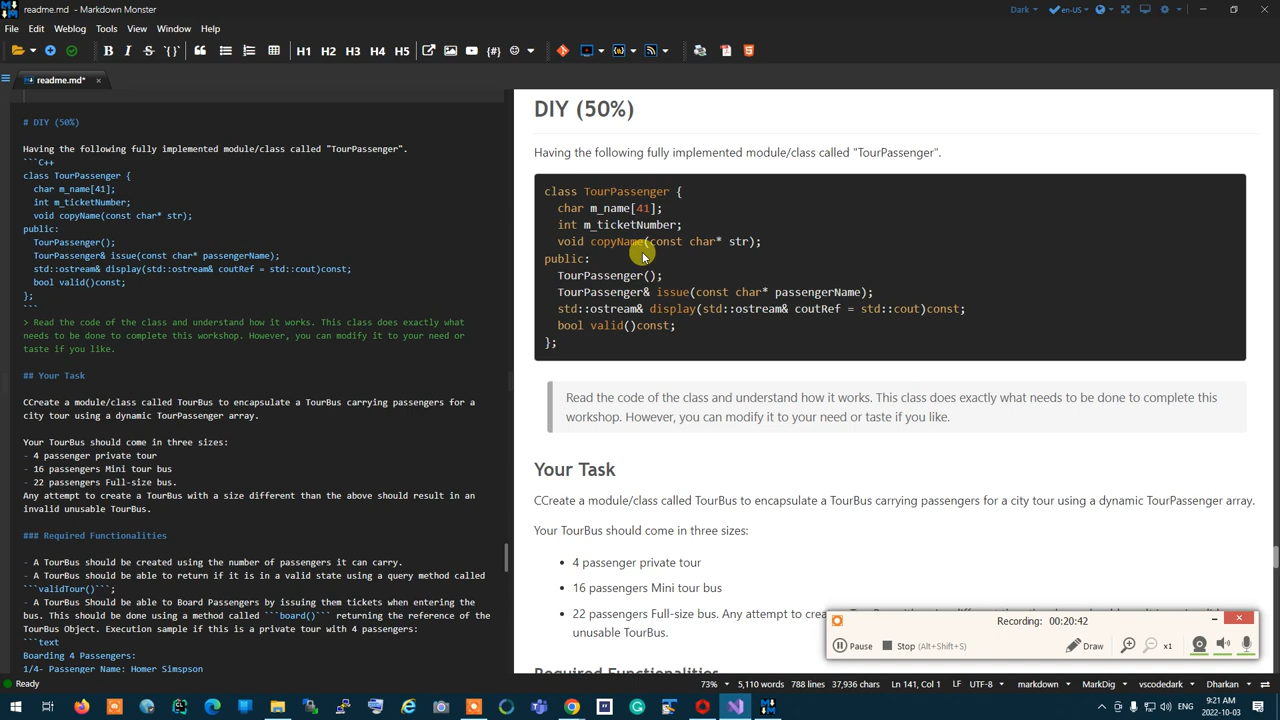 readme.md* - Markdown Monster
Dark
en-US
File Edit Weblog Tools View Window Help
B I S H1 H2 H3 H4 H5 {#}
readme.md* ×
# DIY (50%)
Having the following fully implemented module/class called "TourPassenger".
```C++
class TourPassenger {
char m_name[41];
int m_ticketNumber;
void copyName(const char* str);
public:
TourPassenger();
TourPassenger& issue(const char* passengerName);
std::ostream& display(std::ostream& coutRef = std::cout)const;
bool valid()const;
};
```
> Read the code of the class and understand how it works. This class does exactly what
needs to be done to complete this workshop. However, you can modify it to your need or
taste if you like.
## Your Task
CCreate a module/class called TourBus to encapsulate a TourBus carrying passengers for a
city tour using a dynamic TourPassenger array.
Your TourBus should come in three sizes:
- 4 passenger private tour
- 16 passengers Mini tour bus
- 22 passengers Full-size bus.
Any attempt to create a TourBus with a size different than the above should result in an
invalid unusable TourBus.
### Required Functionalities
- A TourBus should be created using the number of passengers it can carry.
- A TourBus should be able to return if it is in a valid state using a query method called
```validTour()```;
- A TourBus Should be able to Board Passengers by issuing them tickets when entering the
bus. This should be done using a method called ```board()``` returning the reference of the
TourBus Object. Execution sample if this is a private tour with 4 passengers:
```text
Boarding 4 Passengers:
1/4- Passenger Name: Homer Simspson
DIY (50%)
Having the following fully implemented module/class called "TourPassenger".
class TourPassenger {
char m_name[41];
int m_ticketNumber;
void copyName(const char* str);
public:
TourPassenger();
TourPassenger& issue(const char* passengerName);
std::ostream& display(std::ostream& coutRef = std::cout)const;
bool valid()const;
};
Read the code of the class and understand how it works. This class does exactly what needs to be done to complete this
workshop. However, you can modify it to your need or taste if you like.
Your Task
CCreate a module/class called TourBus to encapsulate a TourBus carrying passengers for a city tour using a dynamic TourPassenger array.
Your TourBus should come in three sizes:
• 4 passenger private tour
• 16 passengers Mini tour bus
• 22 passengers Full-size bus. Any attempt to
unusable TourBus.
Required Functionalities
Recording: 00:20:42
Pause Stop (Alt+Shift+S) Draw x1
Ready
73% 5,110 words 788 lines 37,936 chars Ln 141, Col 1 LF UTF-8 markdown MarkDig vscodedark Dharkan
9:21 AM
2022-10-03